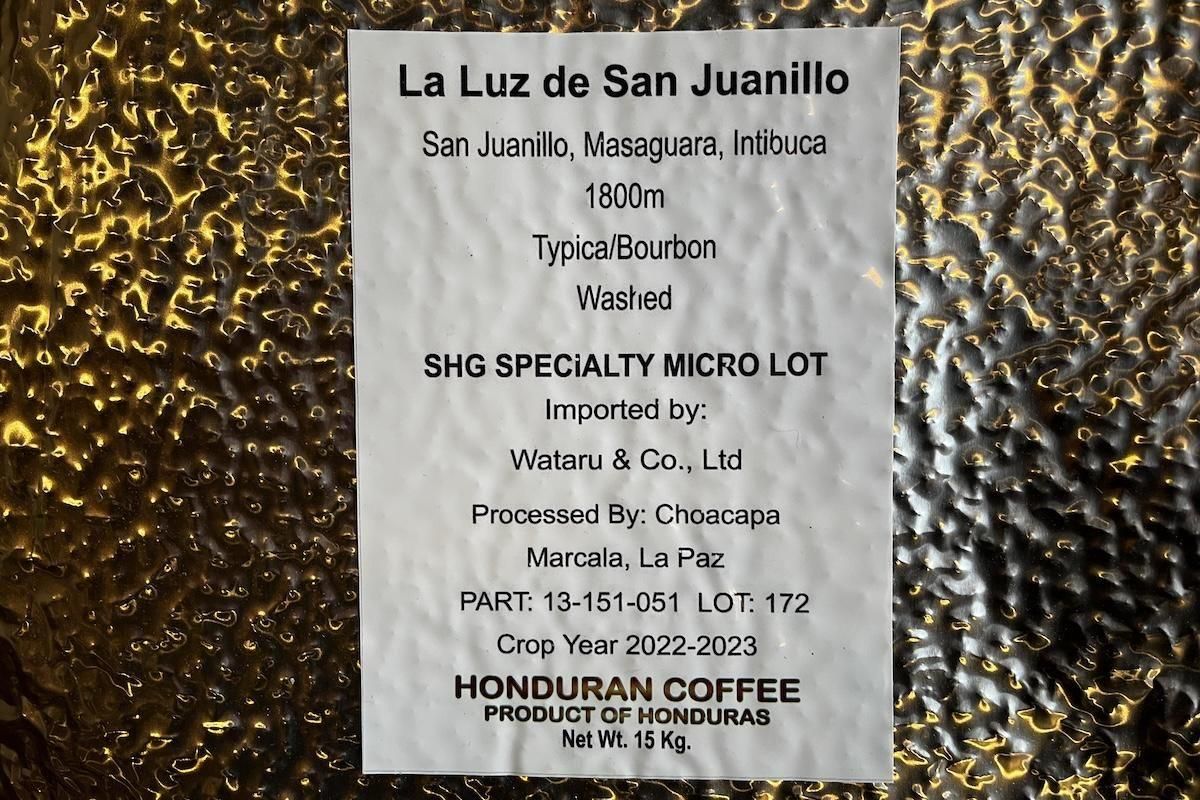 La Luz de San Juanillo
San Juanillo, Masaguara, Intibuca
1800m
Typica/Bourbon
Washed
SHG SPECiALTY MICRO LOT
Imported by:
Wataru & Co., Ltd
Processed By: Choacapa
Marcala, La Paz
PART: 13-151-051 LOT: 172
Crop Year 2022-2023
HONDURAN COFFEE
PRODUCT OF HONDURAS
Net Wt. 15 Kg.